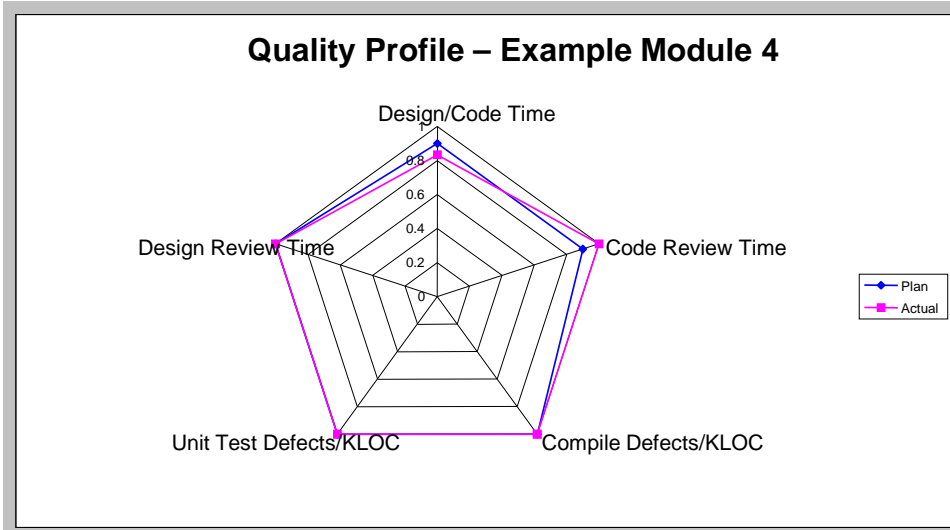 Quality Profile – Example Module 4
Design/Code Time
1
0.8
0.6
0.4
0.2
0
Design Review Time
Code Review Time
Plan
Actual
Unit Test Defects/KLOC
Compile Defects/KLOC